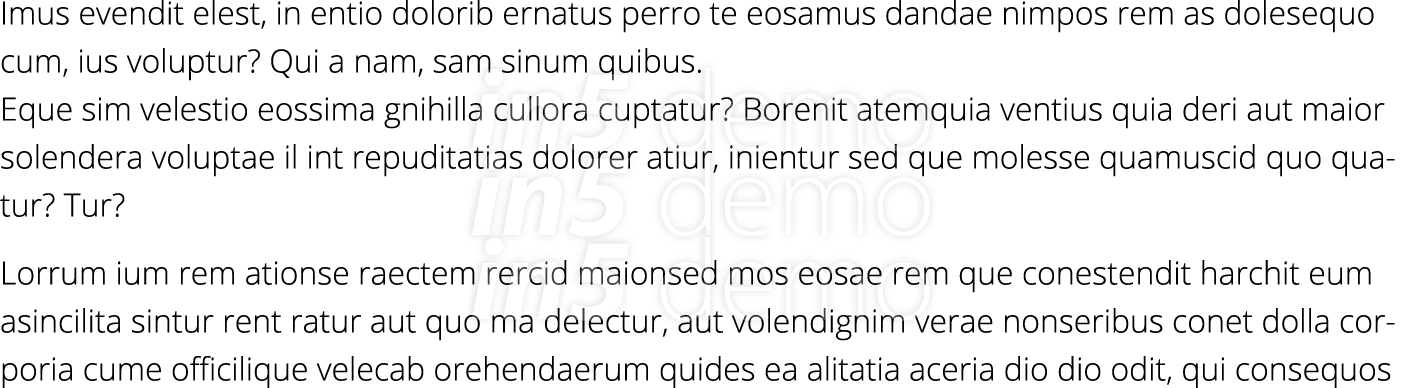 Imus evendit elest, in entio dolorib ernatus perro te eosamus dandae nimpos rem as dolesequo
cum, ius voluptur? Qui a nam, sam sinum quibus.
Eque sim velestio eossima gnihilla cullora cuptatur? Borenit atemquia ventius quia deri aut maior
solendera voluptae il int repuditatias dolorer atiur, inientur sed que molesse quamuscid quo qua-
tur? Tur?
Lorrum ium rem ationse raectem rercid maionsed mos eosae rem que conestendit harchit eum
asincilita sintur rent ratur aut quo ma delectur, aut volendignim verae nonseribus conet dolla cor-
poria cume officilique velecab orehendaerum quides ea alitatia aceria dio dio odit, qui consequos
in5 demo
in5 demo
in5 demo